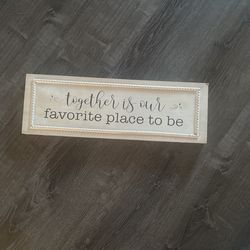 together is our
favorite place to be